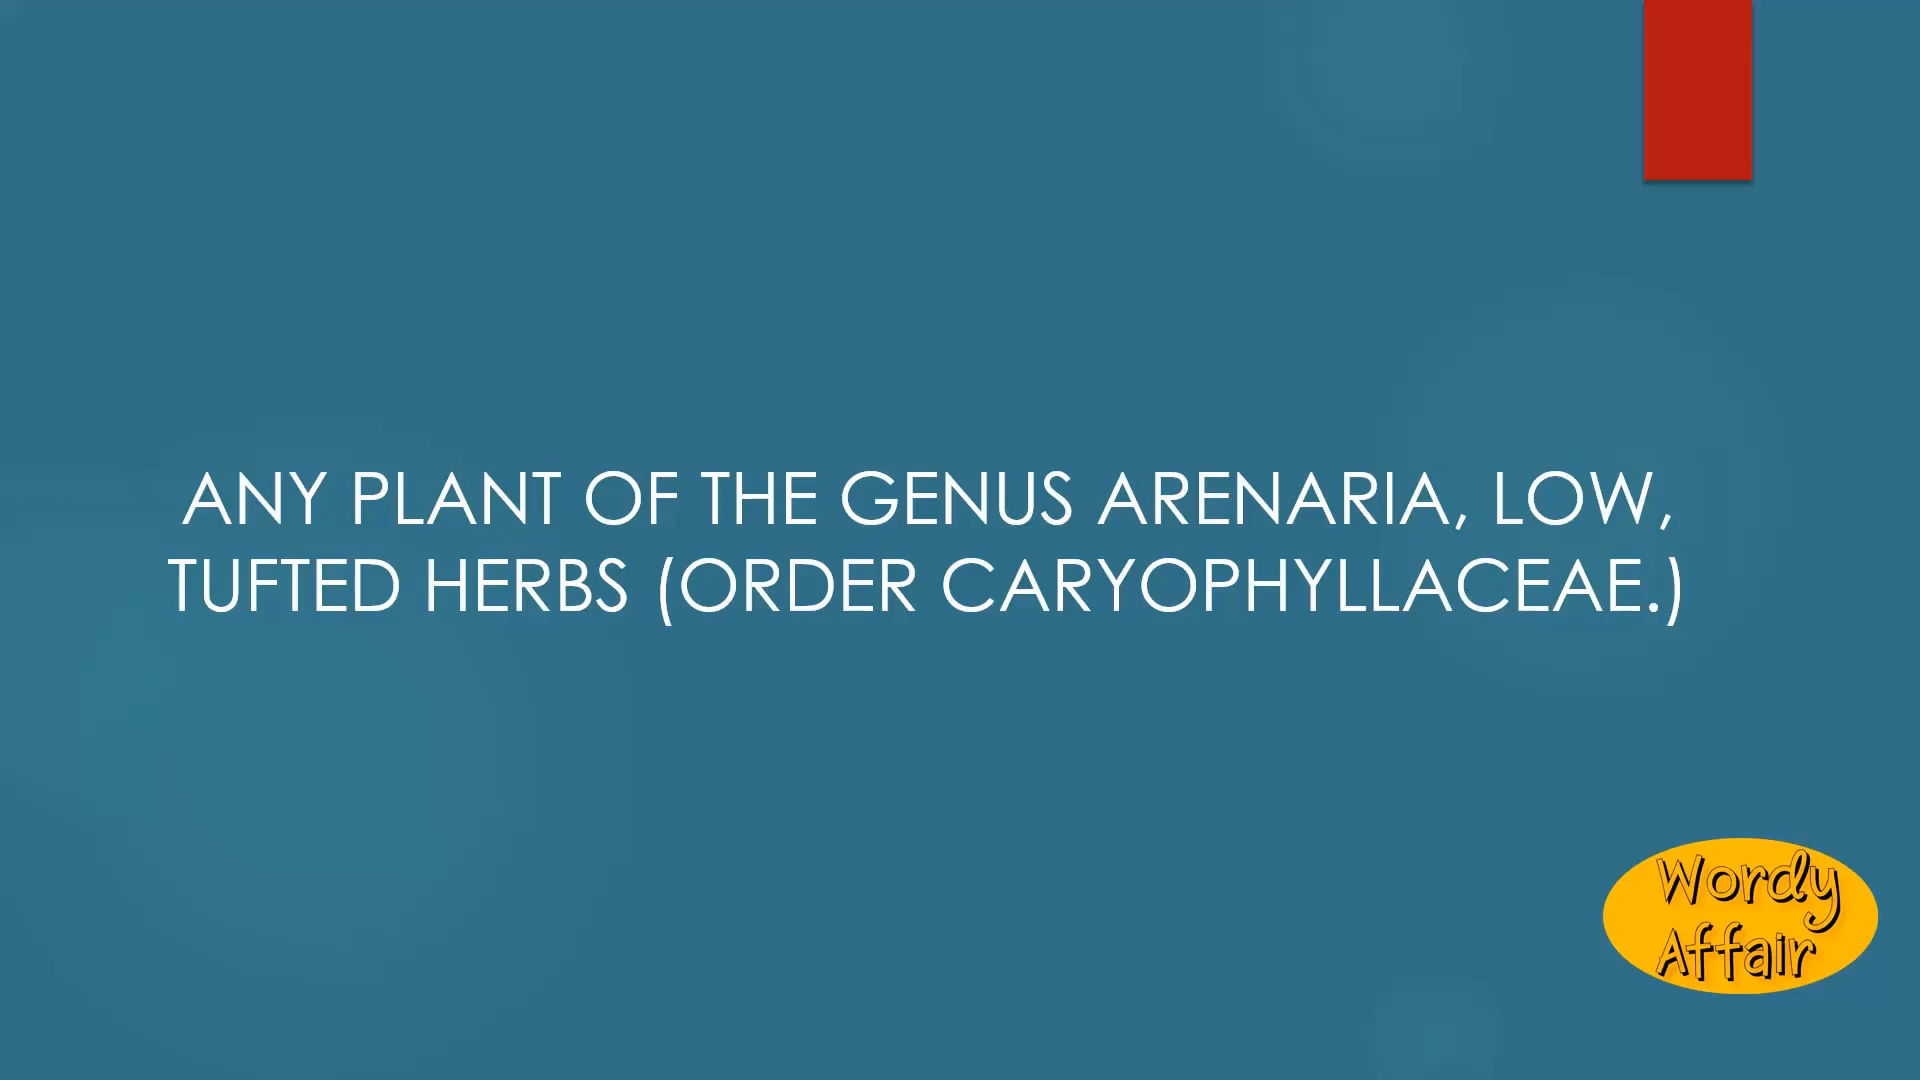 ANY PLANT OF THE GENUS ARENARIA, LOW,
TUFTED HERBS (ORDER CARYOPHYLLACEAE.)
Wordy
Affair